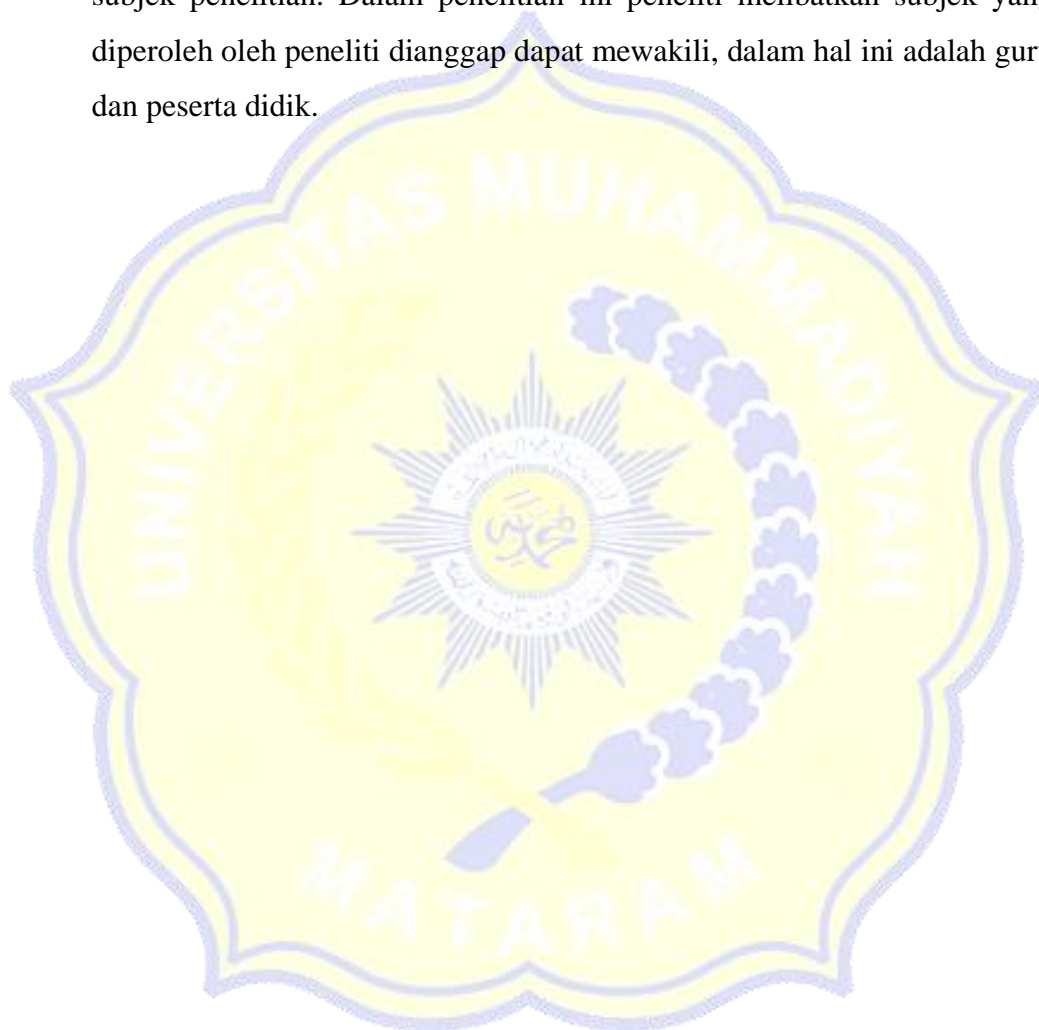 subjek penelitian. Dalam penelitian ini peneliti melibatkan subjek yan
diperoleh oleh peneliti dianggap dapat mewakili, dalam hal ini adalah gur
dan peserta didik.
UNIVERSITAS MUHAMMADIYAH
MATARAM